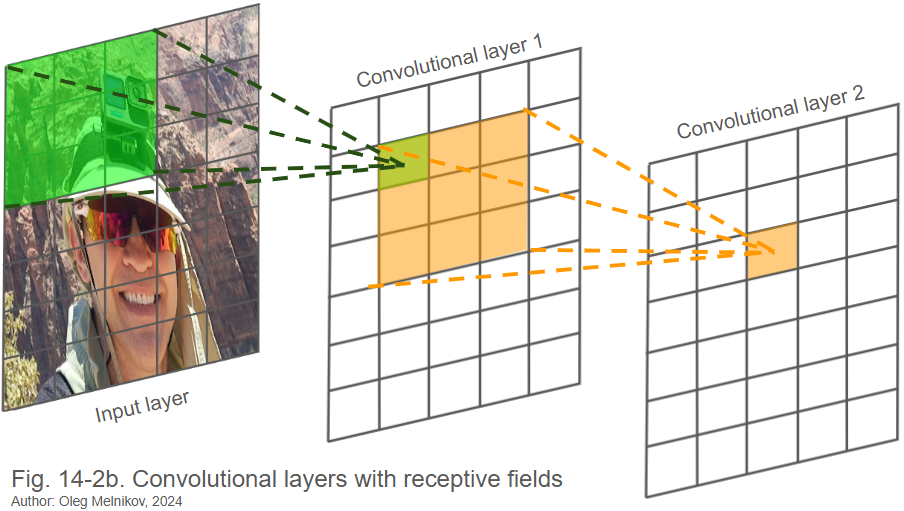 Convolutional layer 1
Convolutional layer 2
Input layer
Fig. 14-2b. Convolutional layers with receptive fields
Author: Oleg Melnikov, 2024